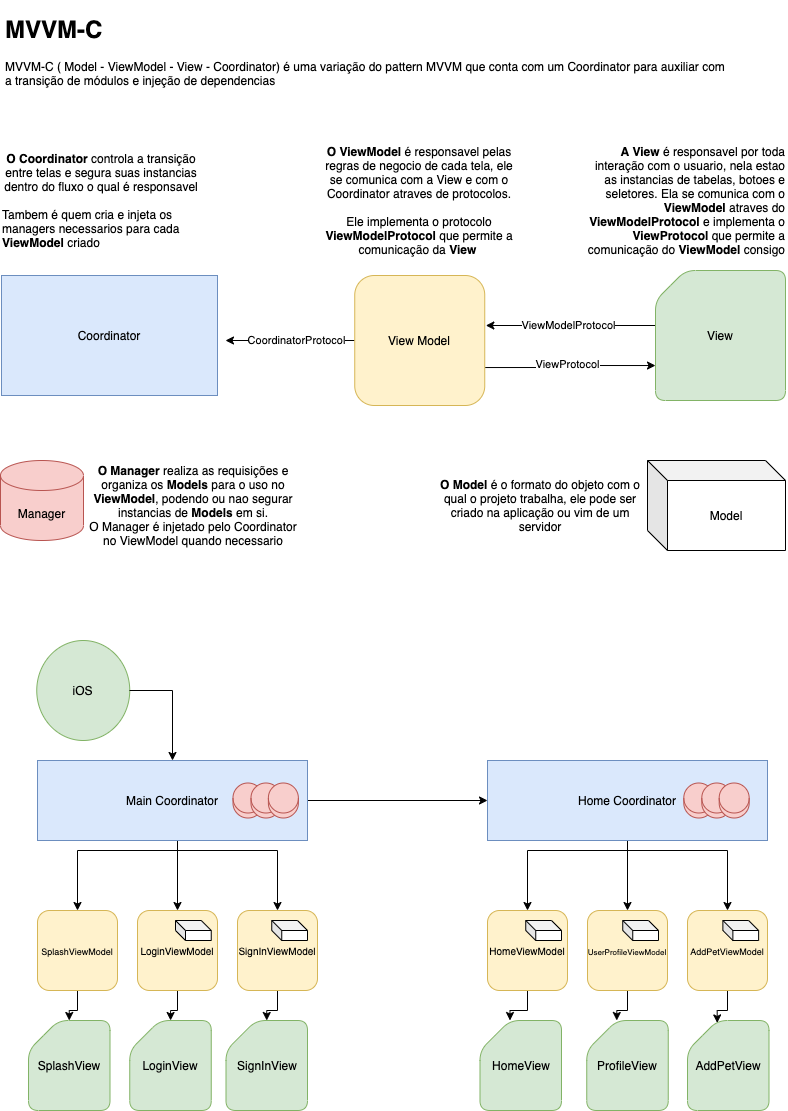 MVVM-C
MVVM-C ( Model - ViewModel - View - Coordinator) é uma variação do pattern MVVM que conta com um Coordinator para auxiliar com
a transição de módulos e injeção de dependencias
O Coordinator controla a transição
entre telas e segura suas instancias
dentro do fluxo o qual é responsavel
Tambem é quem cria e injeta os
managers necessarios para cada
ViewModel criado
O ViewModel é responsavel pelas
regras de negocio de cada tela, ele
se comunica com a View e com o
Coordinator atraves de protocolos.
Ele implementa o protocolo
ViewModelProtocol que permite a
comunicação da View
A View é responsavel por toda
interação com o usuario, nela estao
as instancias de tabelas, botoes e
seletores. Ela se comunica com o
ViewModel atraves do
ViewModelProtocol e implementa o
ViewProtocol que permite a
comunicação do ViewModel consigo
Coordinator
CoordinatorProtocol
View Model
ViewModelProtocol
ViewProtocol
View
Manager
O Manager realiza as requisições e
organiza os Models para o uso no
ViewModel, podendo ou nao segurar
instancias de Models em si.
O Manager é injetado pelo Coordinator
no ViewModel quando necessario
O Model é o formato do objeto com o
qual o projeto trabalha, ele pode ser
criado na aplicação ou vim de um
servidor
Model
iOS
Main Coordinator
Home Coordinator
SplashViewModel
LoginViewModel
SignInViewModel
HomeViewModel
UserProfileViewModel
AddPetViewModel
SplashView
LoginView
SignInView
HomeView
ProfileView
AddPetView